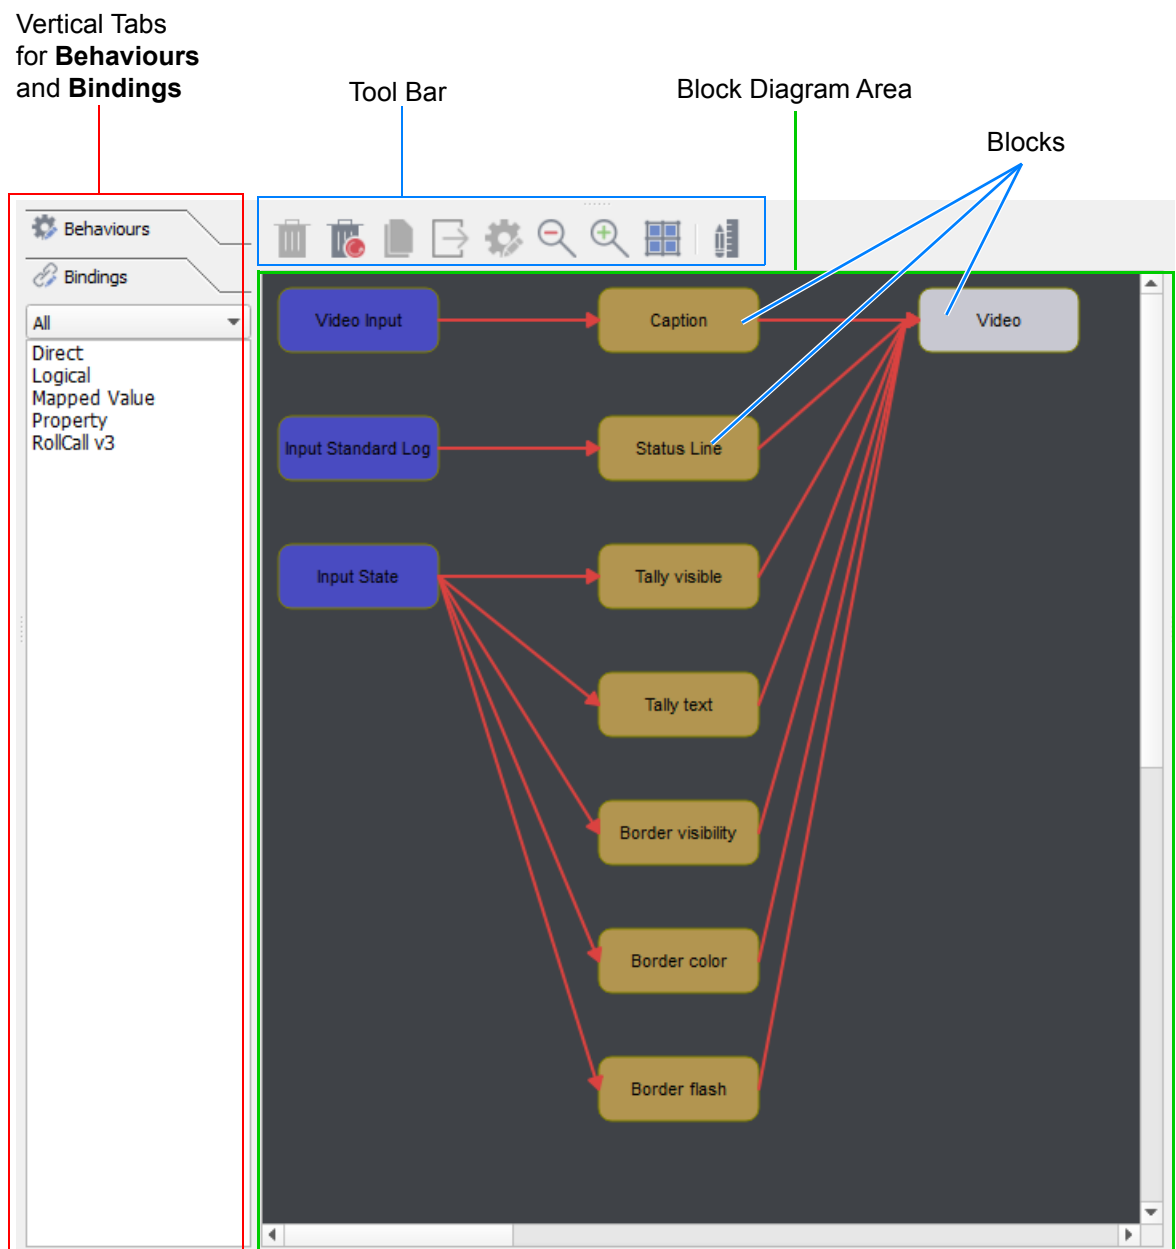 Vertical Tabs
for Behaviours
and Bindings
Tool Bar
Block Diagram Area
Blocks
Behaviours
Bindings
All
Direct
Logical
Mapped Value
Property
RollCall v3
Video Input
Caption
Video
Input Standard Log
Status Line
Input State
Tally visible
Tally text
Border visibility
Border color
Border flash